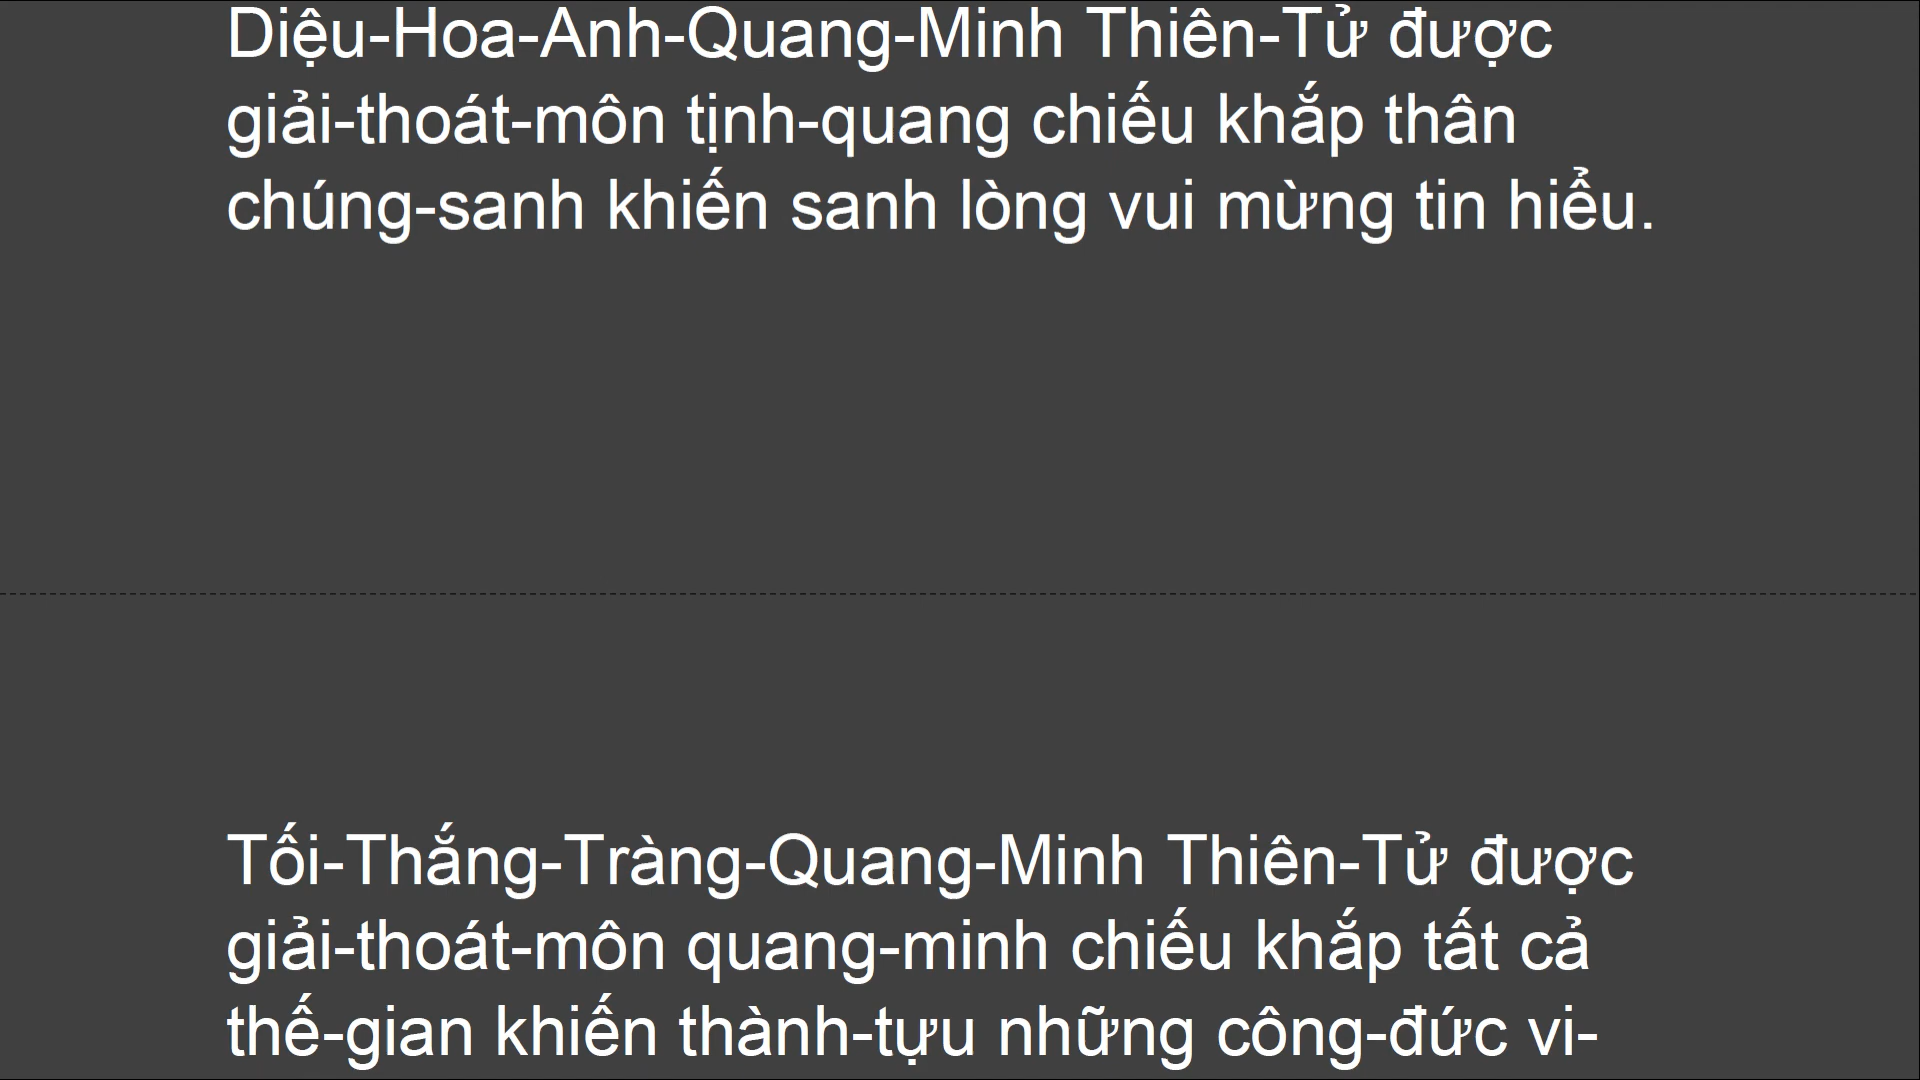 Diệu-Hoa-Anh-Quang-Minh Thiên-Tử được
giải-thoát-môn tịnh-quang chiếu khắp thân
chúng-sanh khiến sanh lòng vui mừng tin hiểu.
Tối-Thắng-Tràng-Quang-Minh Thiên-Tử được
giải-thoát-môn quang-minh chiếu khắp tất cả
thế-gian khiến thành-tựu những công-đức vi-